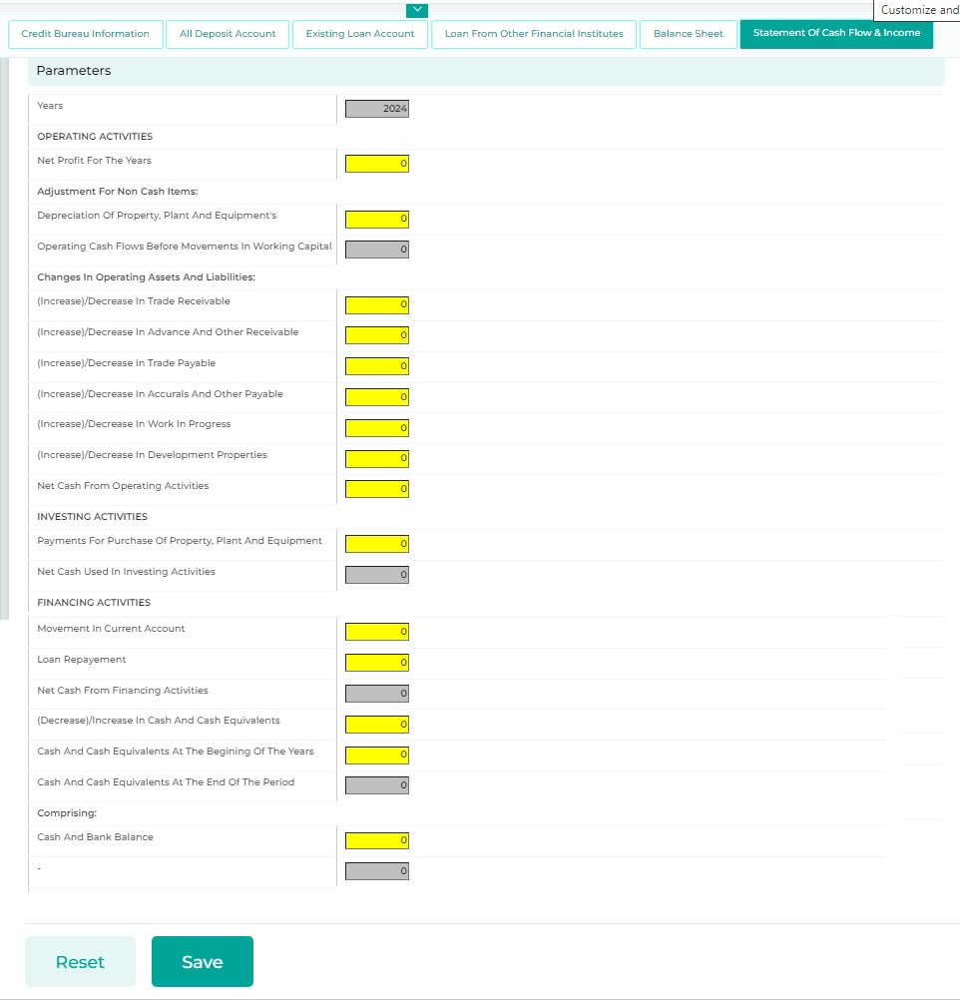 Customize and
Credit Bureau Information
All Deposit Account
Existing Loan Account
Loan From Other Financial Institutes
Balance Sheet
Statement Of Cash Flow & Income
Parameters
Years 2024
OPERATING ACTIVITIES
Net Profit For The Years 0
Adjustment For Non Cash Items:
Depreciation Of Property, Plant And Equipment's 0
Operating Cash Flows Before Movements In Working Capital 0
Changes In Operating Assets And Liabilities:
(Increase)/Decrease In Trade Receivable 0
(Increase)/Decrease In Advance And Other Receivable 0
(Increase)/Decrease In Trade Payable 0
(Increase)/Decrease In Accurals And Other Payable 0
(Increase)/Decrease In Work In Progress 0
(Increase)/Decrease In Development Properties 0
Net Cash From Operating Activities 0
INVESTING ACTIVITIES
Payments For Purchase Of Property, Plant And Equipment 0
Net Cash Used In Investing Activities 0
FINANCING ACTIVITIES
Movement In Current Account 0
Loan Repayement 0
Net Cash From Financing Activities 0
(Decrease)/Increase In Cash And Cash Equivalents 0
Cash And Cash Equivalents At The Begining Of The Years 0
Cash And Cash Equivalents At The End Of The Period 0
Comprising:
Cash And Bank Balance 0
- 0
Reset
Save